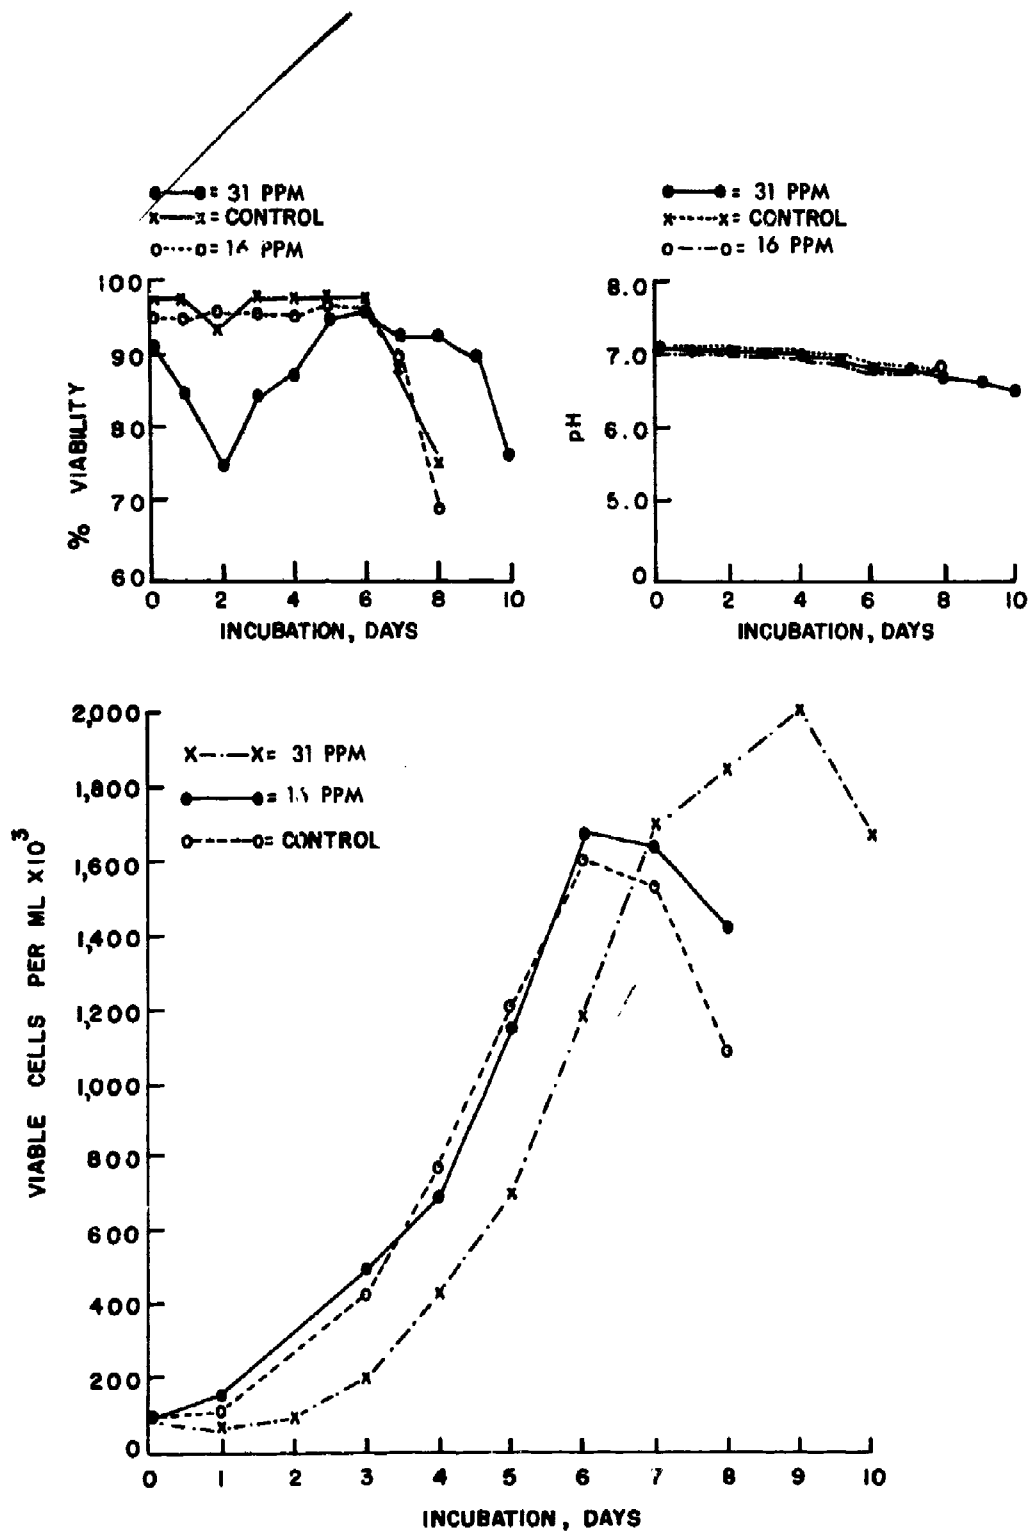 = 31 PPM
x—x= CONTROL
o----o= 16 PPM
100
90
80
70
60
% VIABILITY
0 2 4 6 8 10
INCUBATION, DAYS
= 31 PPM
x----x= CONTROL
o-·-·-o= 16 PPM
8.0
7.0
6.0
5.0
0
pH
0 2 4 6 8 10
INCUBATION, DAYS
2,000
1,800
1,600
1,400
1,200
1,000
800
600
400
200
0
VIABLE CELLS PER ML X10³
X-·-X= 31 PPM
= PPM
o----o= CONTROL
0 1 2 3 4 5 6 7 8 9 10
INCUBATION, DAYS